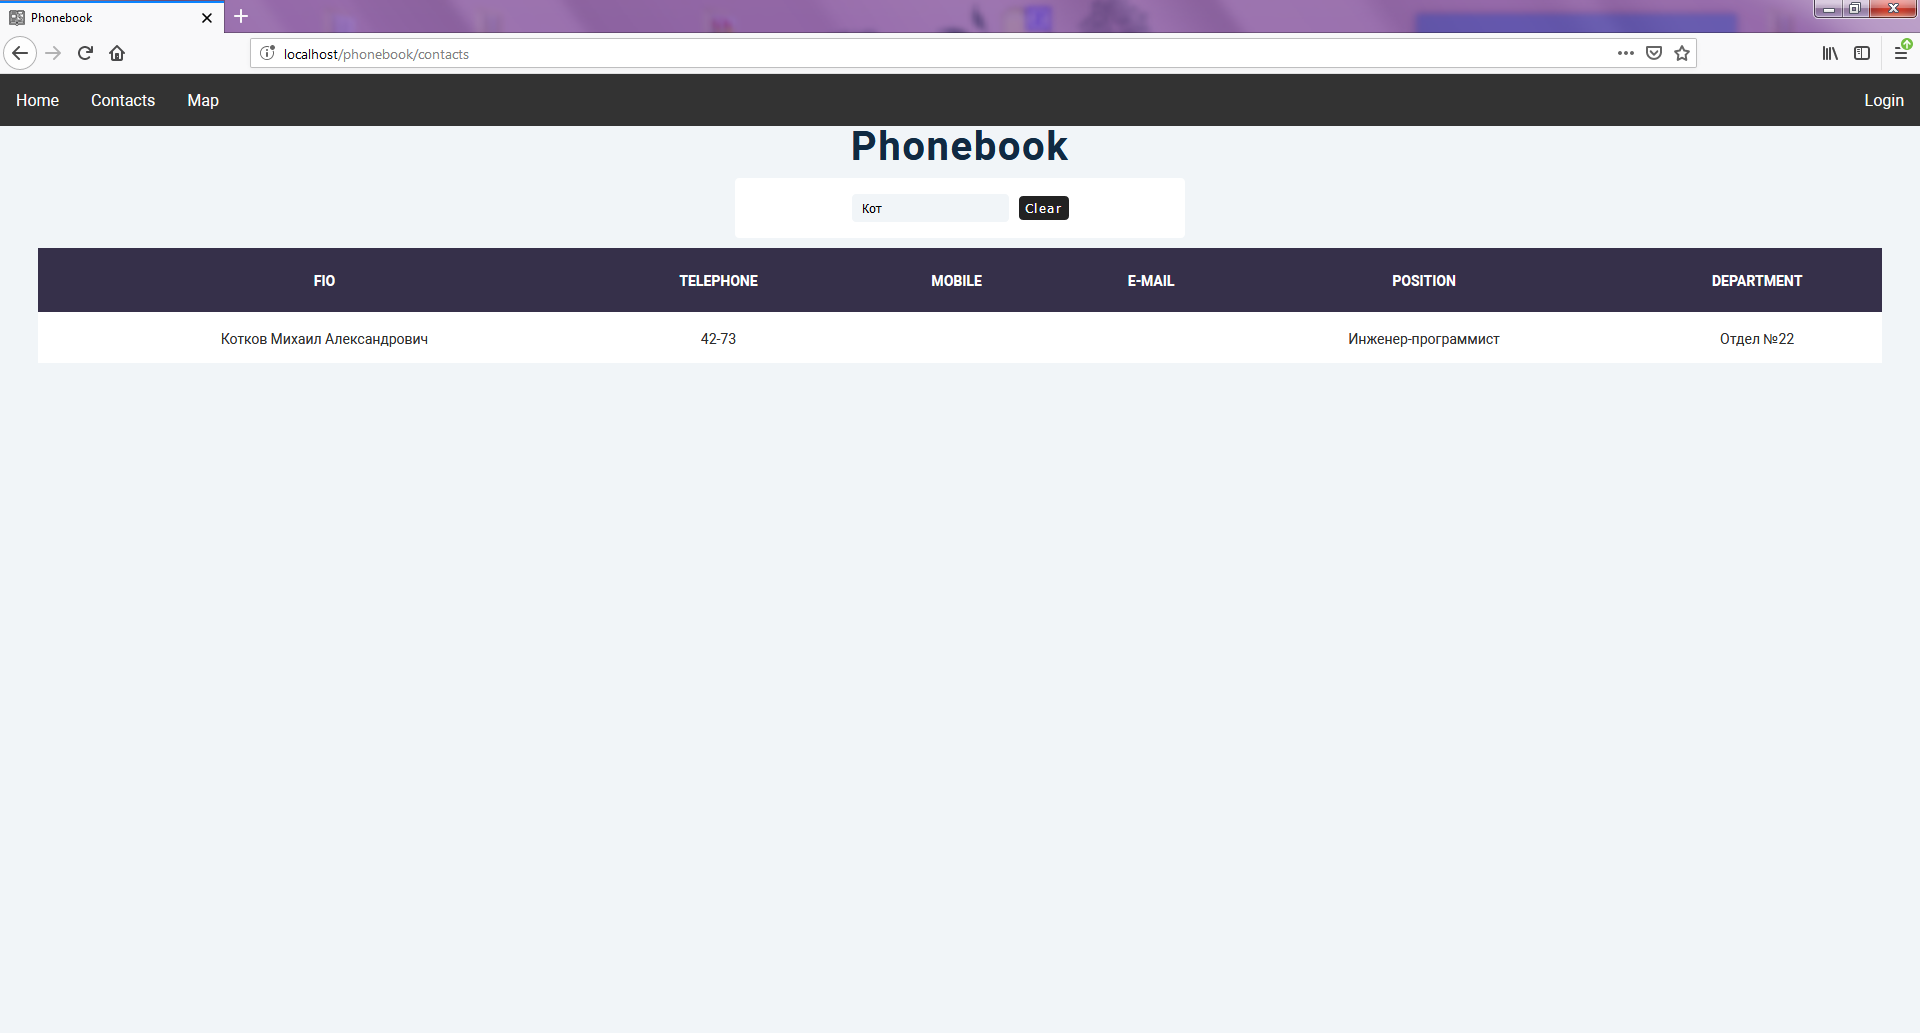 Phonebook
localhost/phonebook/contacts
Home Contacts Map Login
Phonebook
Кот Clear
FIO TELEPHONE MOBILE E-MAIL POSITION DEPARTMENT
Котков Михаил Александрович 42-73 Инженер-программист Отдел №22